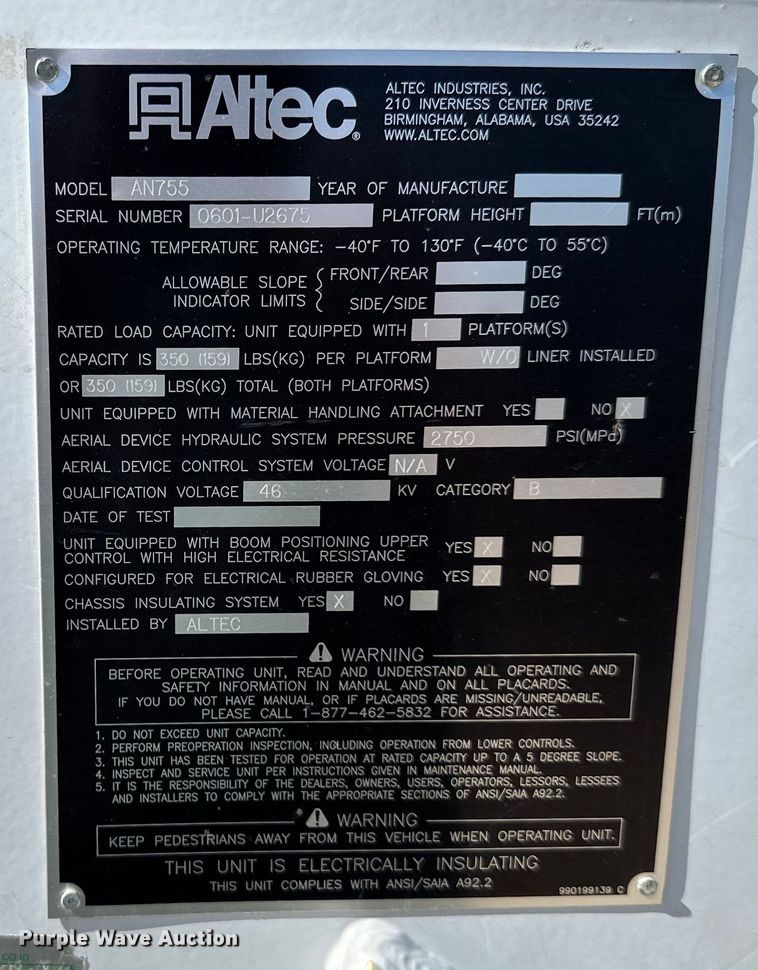 Altec®
ALTEC INDUSTRIES, INC.
210 INVERNESS CENTER DRIVE
BIRMINGHAM, ALABAMA, USA 35242
WWW.ALTEC.COM
MODEL AN755 YEAR OF MANUFACTURE
SERIAL NUMBER 0601-U2675 PLATFORM HEIGHT FT(m)
OPERATING TEMPERATURE RANGE: -40°F TO 130°F (-40°C TO 55°C)
ALLOWABLE SLOPE INDICATOR LIMITS
FRONT/REAR DEG
SIDE/SIDE DEG
RATED LOAD CAPACITY: UNIT EQUIPPED WITH 1 PLATFORM(S)
CAPACITY IS 350 (159) LBS(KG) PER PLATFORM W/O LINER INSTALLED
OR 350 (159) LBS(KG) TOTAL (BOTH PLATFORMS)
UNIT EQUIPPED WITH MATERIAL HANDLING ATTACHMENT YES NO X
AERIAL DEVICE HYDRAULIC SYSTEM PRESSURE 2750 PSI(MPa)
AERIAL DEVICE CONTROL SYSTEM VOLTAGE N/A V
QUALIFICATION VOLTAGE 46 KV CATEGORY B
DATE OF TEST
UNIT EQUIPPED WITH BOOM POSITIONING UPPER
CONTROL WITH HIGH ELECTRICAL RESISTANCE YES X NO
CONFIGURED FOR ELECTRICAL RUBBER GLOVING YES X NO
CHASSIS INSULATING SYSTEM YES X NO
INSTALLED BY ALTEC
WARNING
BEFORE OPERATING UNIT, READ AND UNDERSTAND ALL OPERATING AND
SAFETY INFORMATION IN MANUAL AND ON ALL PLACARDS.
IF YOU DO NOT HAVE MANUAL, OR IF PLACARDS ARE MISSING/UNREADABLE,
PLEASE CALL 1-877-462-5832 FOR ASSISTANCE.
1. DO NOT EXCEED UNIT CAPACITY.
2. PERFORM PREOPERATION INSPECTION, INCLUDING OPERATION FROM LOWER CONTROLS.
3. THIS UNIT HAS BEEN TESTED FOR OPERATION AT RATED CAPACITY UP TO A 5 DEGREE SLOPE.
4. INSPECT AND SERVICE UNIT PER INSTRUCTIONS GIVEN IN MAINTENANCE MANUAL.
5. IT IS THE RESPONSIBILITY OF THE DEALERS, OWNERS, USERS, OPERATORS, LESSORS, LESSEES
AND INSTALLERS TO COMPLY WITH THE APPROPRIATE SECTIONS OF ANSI/SAIA A92.2.
WARNING
KEEP PEDESTRIANS AWAY FROM THIS VEHICLE WHEN OPERATING UNIT.
THIS UNIT IS ELECTRICALLY INSULATING
THIS UNIT COMPLIES WITH ANSI/SAIA A92.2
990199139 C
Purple Wave Auction